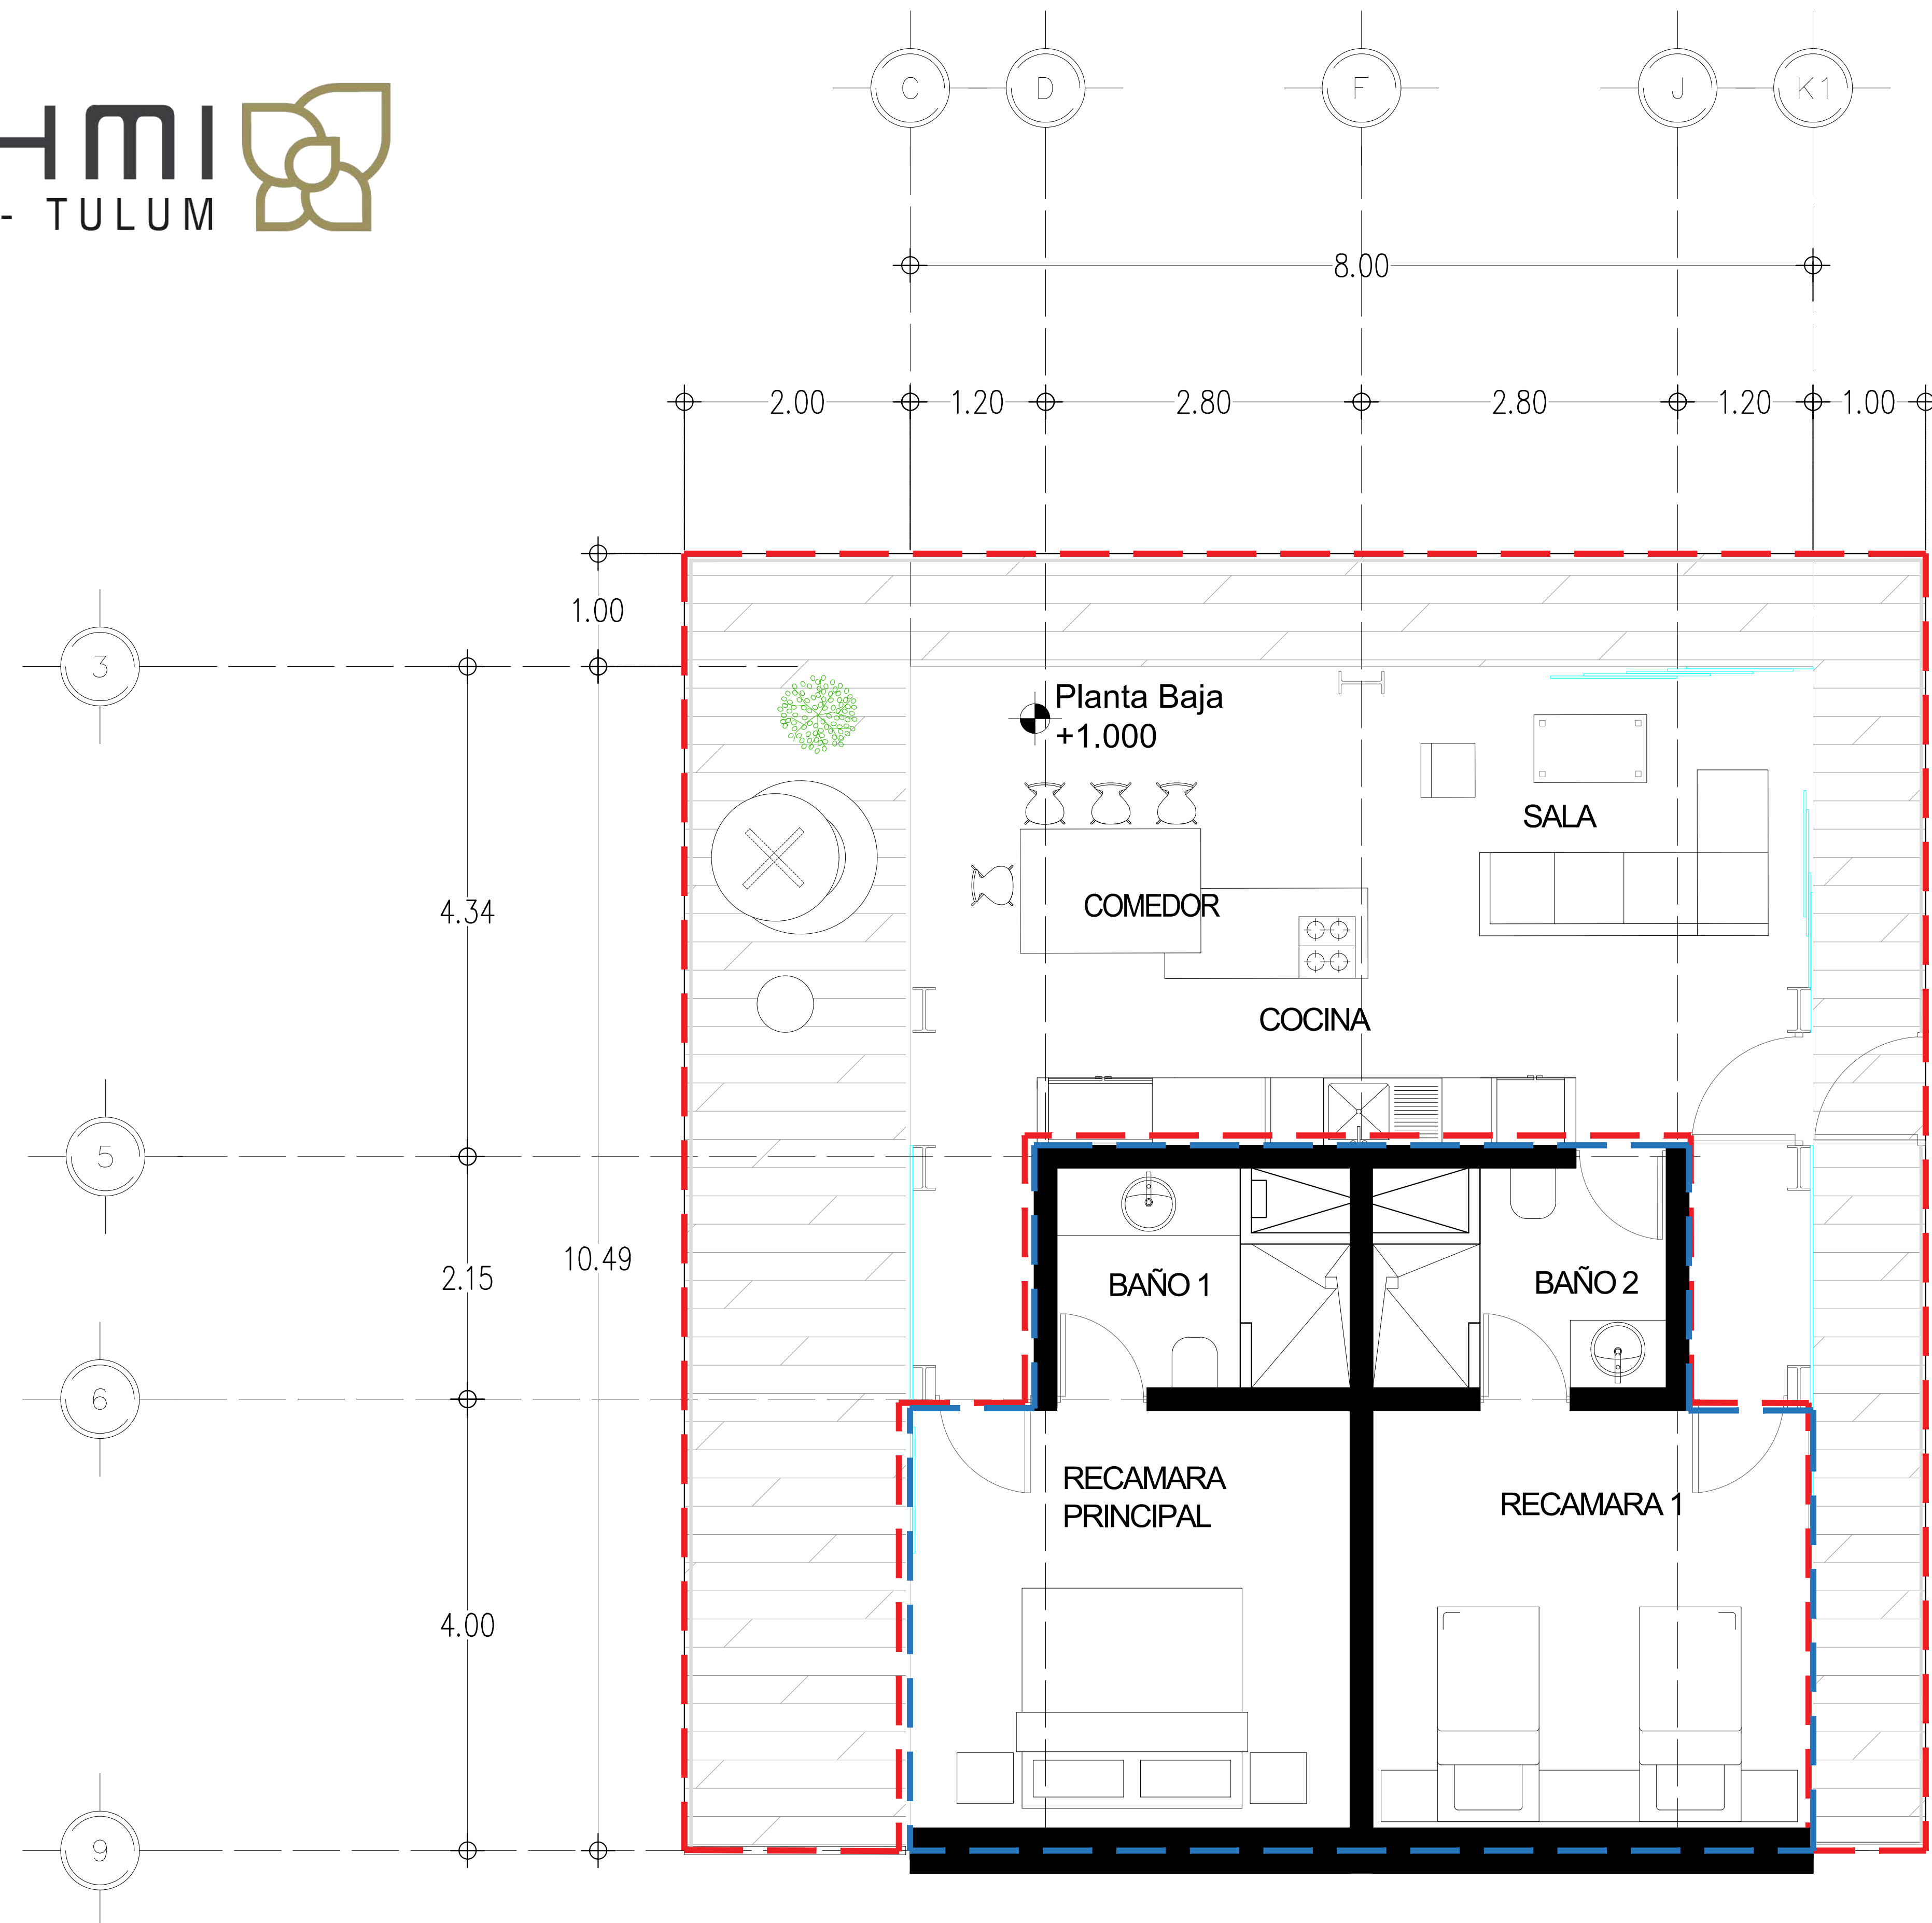 HMI
- TULUM
C
D
F
J
K1
8.00
2.00
1.20
2.80
2.80
1.20
1.00
1.00
3
Planta Baja
+1.000
SALA
4.34
COMEDOR
COCINA
5
2.15
10.49
BAÑO 1
BAÑO 2
6
RECAMARA
PRINCIPAL
RECAMARA 1
4.00
9